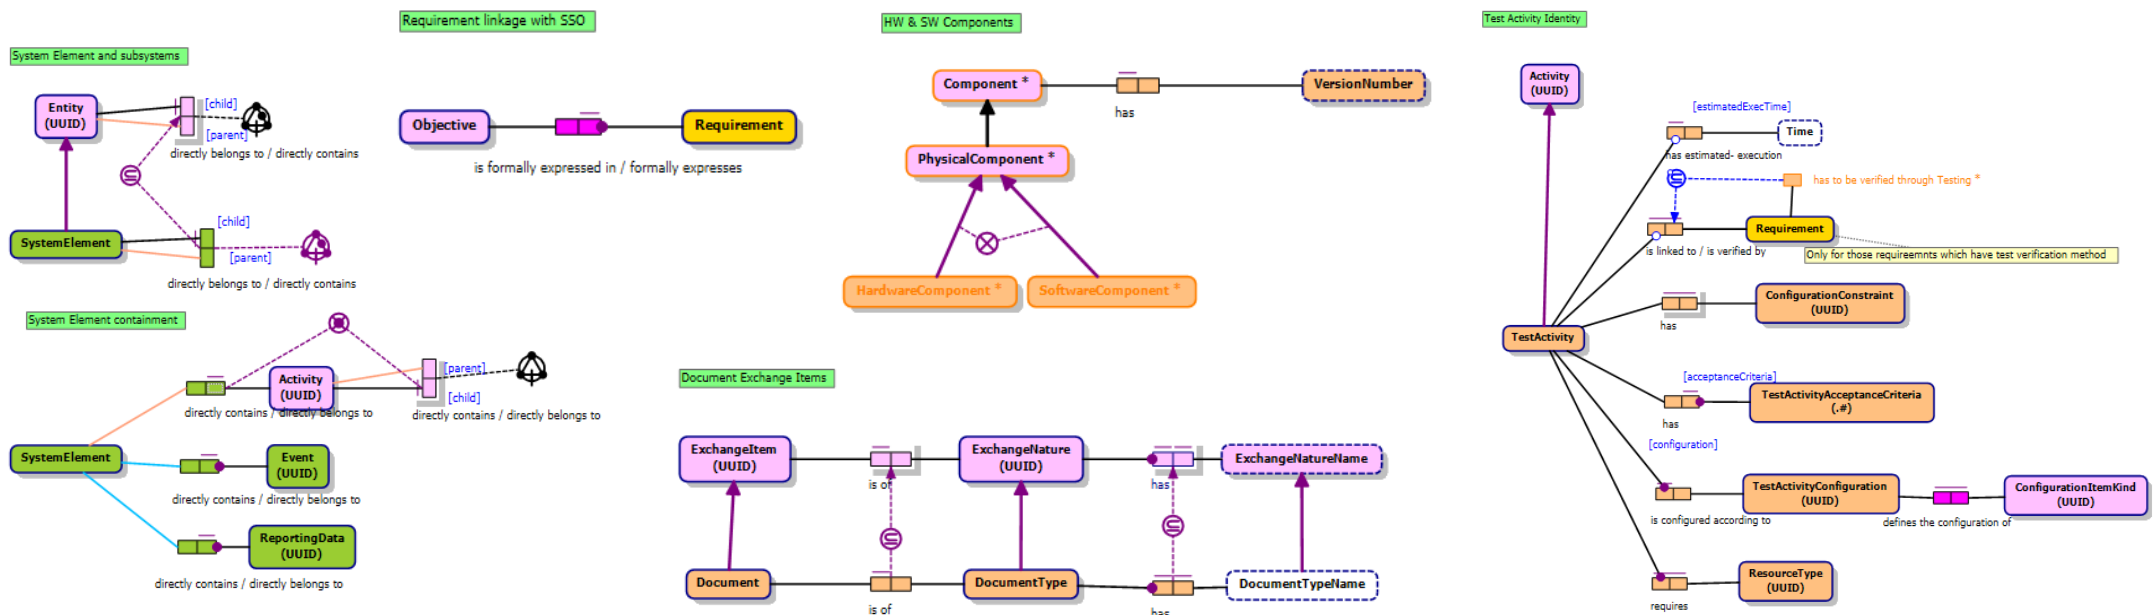 System Element and subsystems
Entity
(UUID)
[child]
[parent]
directly belongs to / directly contains
SystemElement
[child]
[parent]
directly belongs to / directly contains
System Element containment
Activity
(UUID)
directly contains / directly belongs to
[parent]
[child]
directly contains / directly belongs to
SystemElement
Event
(UUID)
directly contains / directly belongs to
ReportingData
(UUID)
directly contains / directly belongs to
Requirement linkage with SSO
Objective
Requirement
is formally expressed in / formally expresses
HW & SW Components
Component *
VersionNumber
has
PhysicalComponent *
HardwareComponent *
SoftwareComponent *
Document Exchange Items
ExchangeItem
(UUID)
is of
ExchangeNature
(UUID)
has
ExchangeNatureName
Document
is of
DocumentType
has
DocumentTypeName
Test Activity Identity
Activity
(UUID)
[estimatedExecTime]
Time
has estimated- execution
has to be verified through Testing *
Requirement
is linked to / is verified by
Only for those requireemnts which have test verification method
ConfigurationConstraint
(UUID)
has
TestActivity
[acceptanceCriteria]
TestActivityAcceptanceCriteria
(.#)
has
[configuration]
TestActivityConfiguration
(UUID)
is configured according to
ConfigurationItemKind
(UUID)
defines the configuration of
ResourceType
(UUID)
requires